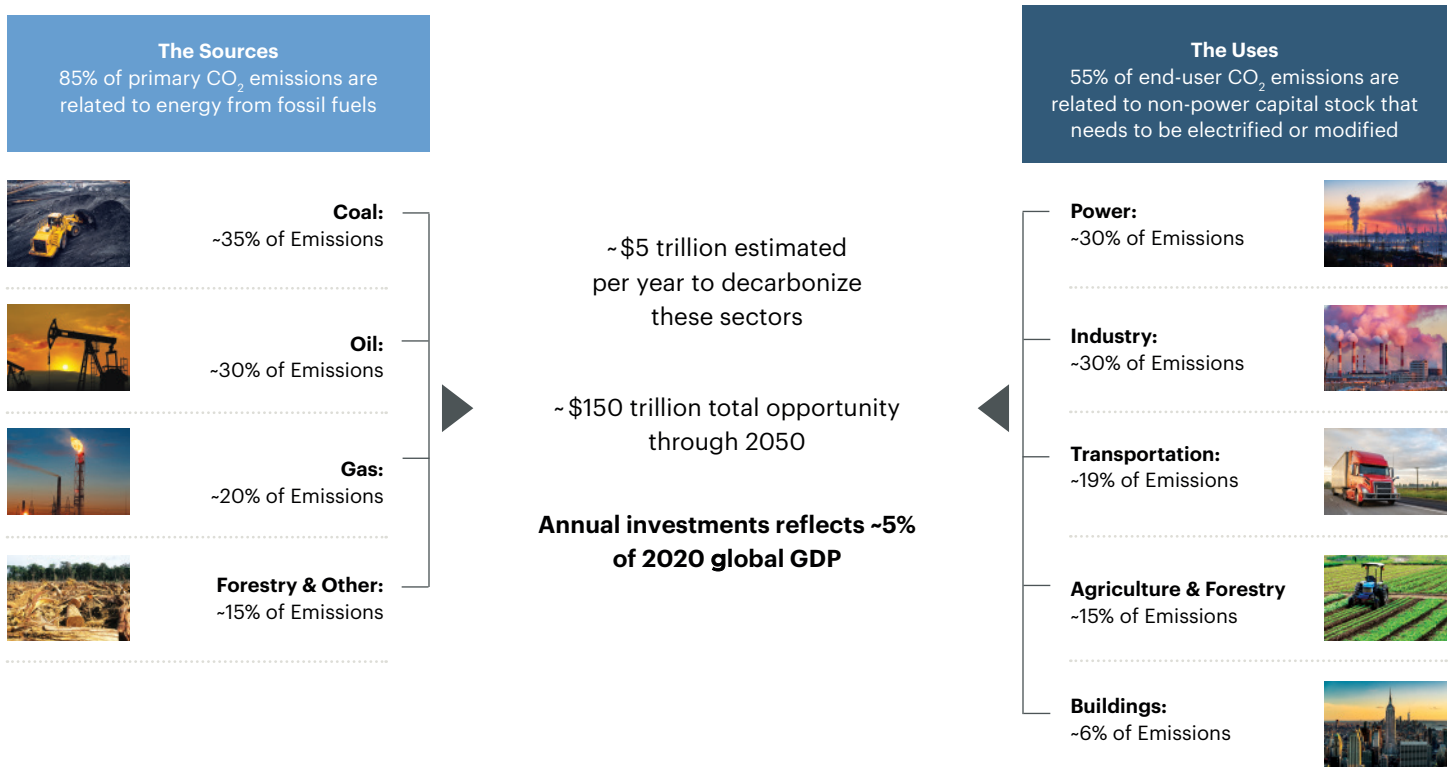 The Sources
85% of primary CO₂ emissions are
related to energy from fossil fuels
Coal:
~35% of Emissions
Oil:
~30% of Emissions
Gas:
~20% of Emissions
Forestry & Other:
~15% of Emissions
~$5 trillion estimated
per year to decarbonize
these sectors
~$150 trillion total opportunity
through 2050
Annual investments reflects ~5%
of 2020 global GDP
The Uses
55% of end-user CO₂ emissions are
related to non-power capital stock that
needs to be electrified or modified
Power:
~30% of Emissions
Industry:
~30% of Emissions
Transportation:
~19% of Emissions
Agriculture & Forestry
~15% of Emissions
Buildings:
~6% of Emissions